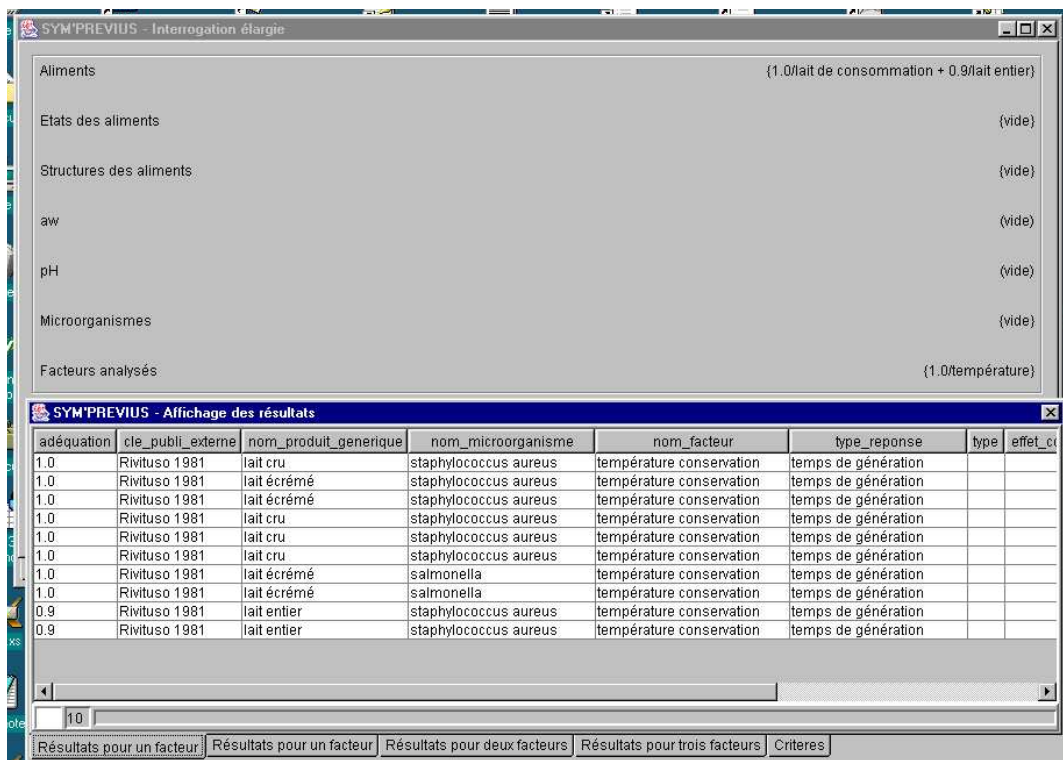 SYM'PREVIUS - Interrogation élargie
Aliments {1.0/lait de consommation + 0.9/lait entier}
Etats des aliments {vide}
Structures des aliments {vide}
aw (vide)
pH (vide)
Microorganismes {vide}
Facteurs analysés {1.0/température}
SYM'PREVIUS - Affichage des résultats
adéquation cle_publi_externe nom_produit_generique nom_microorganisme nom_facteur type_reponse type
1.0 Rivituso 1981 lait cru staphylococcus aureus température conservation temps de génération
1.0 Rivituso 1981 lait écrémé staphylococcus aureus température conservation temps de génération
1.0 Rivituso 1981 lait écrémé staphylococcus aureus température conservation temps de génération
1.0 Rivituso 1981 lait cru staphylococcus aureus température conservation temps de génération
1.0 Rivituso 1981 lait cru staphylococcus aureus température conservation temps de génération
1.0 Rivituso 1981 lait cru staphylococcus aureus température conservation temps de génération
1.0 Rivituso 1981 lait écrémé salmonella température conservation temps de génération
1.0 Rivituso 1981 lait écrémé salmonella température conservation temps de génération
0.9 Rivituso 1981 lait entier staphylococcus aureus température conservation temps de génération
0.9 Rivituso 1981 lait entier staphylococcus aureus température conservation temps de génération
10
Résultats pour un facteur Résultats pour un facteur Résultats pour deux facteurs Résultats pour trois facteurs Criteres